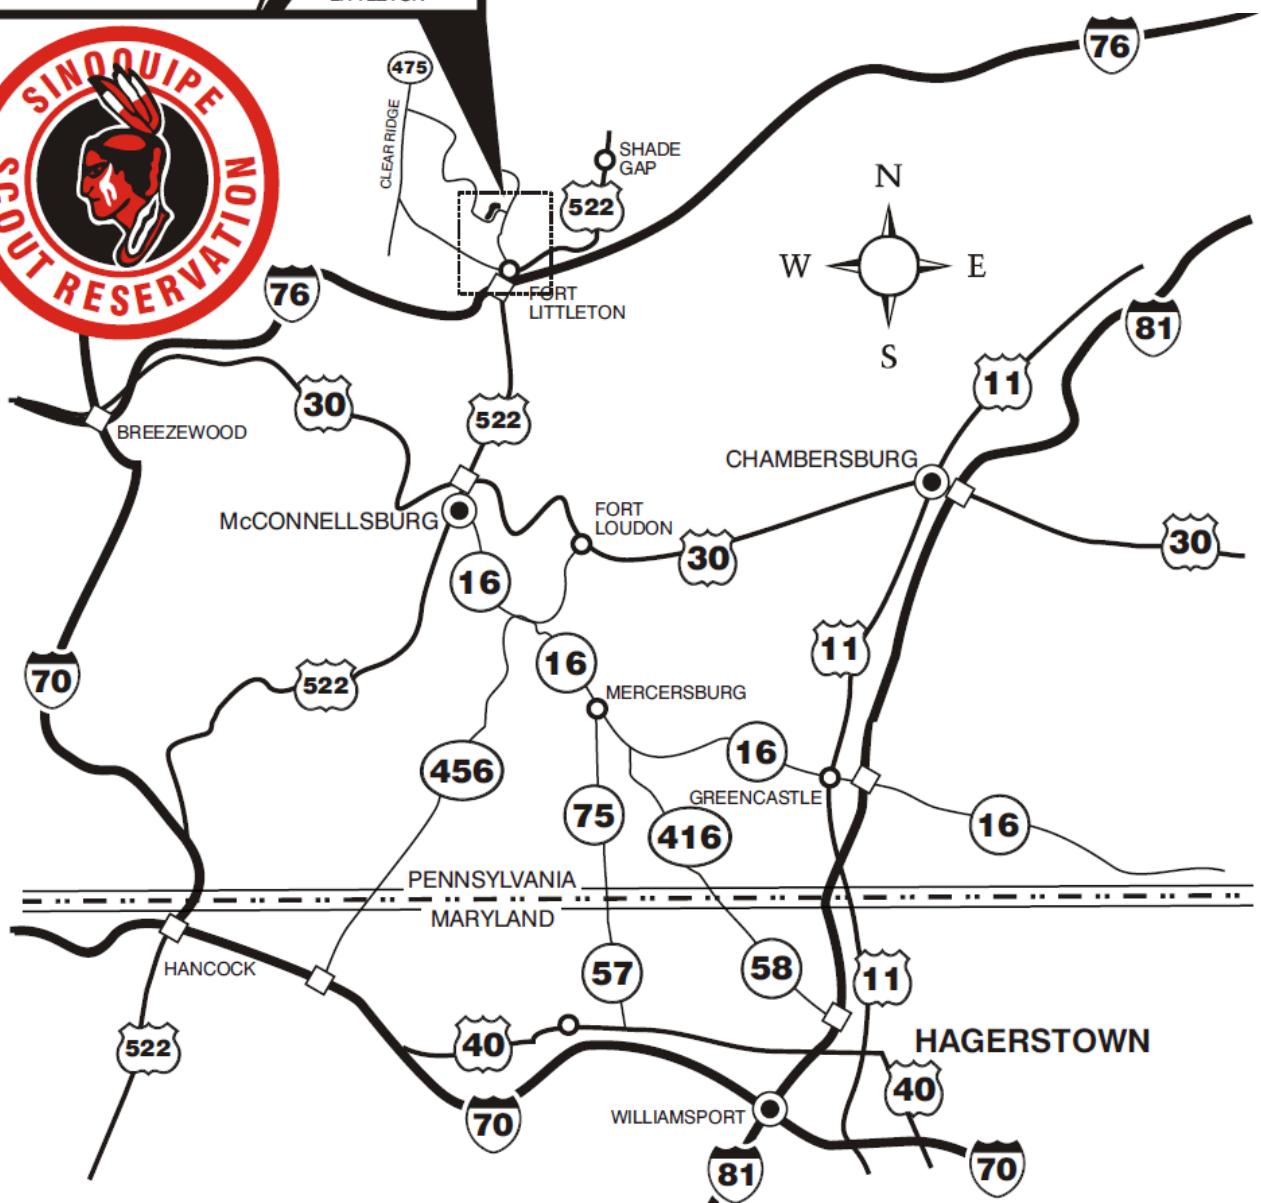 76
SINOQUIPE
SCOUT RESERVATION
475
CLEAR RIDGE
SHADE
GAP
522
N
W
E
S
76
FORT
LITTLETON
81
11
30
522
BREEZEWOOD
CHAMBERSBURG
McCONNELLSBURG
FORT
LOUDON
30
30
16
11
16
70
522
MERCERSBURG
16
456
GREENCASTLE
75
416
16
PENNSYLVANIA
MARYLAND
HANCOCK
57
58
11
522
40
HAGERSTOWN
40
70
WILLIAMSPORT
81
70